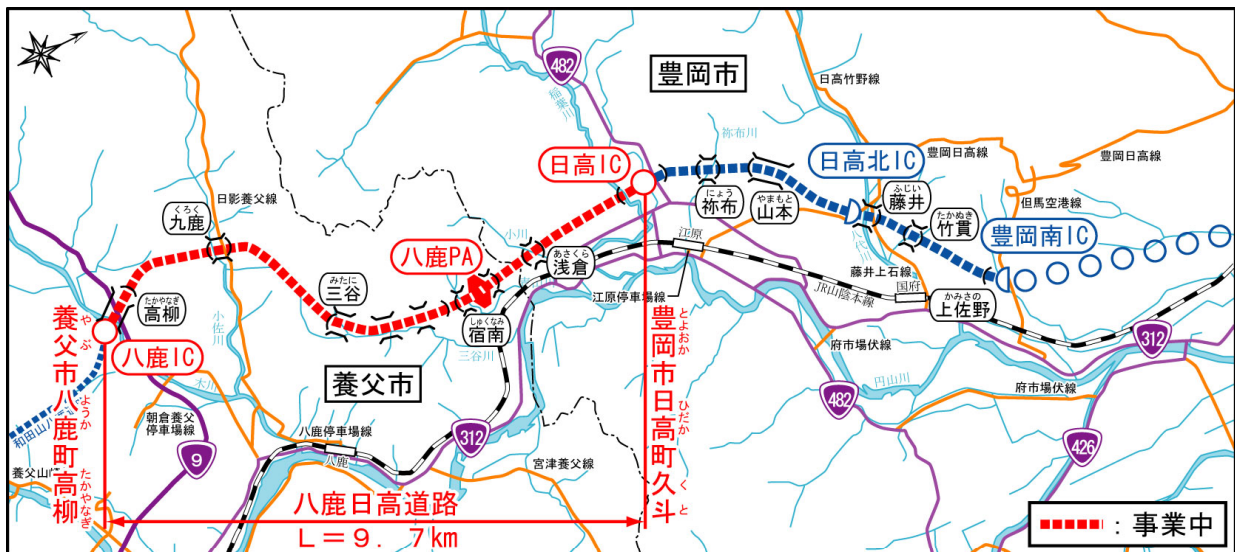 482
豊岡市
稲葉川
日高竹野線
祢布川
日高IC
日高北IC
豊岡日高線
豊岡日高線
にょう
祢布
やまもと
山本
ふじい
藤井
たかぬき
竹貫
但馬空港線
豊岡南IC
くろく
九鹿
日影養父線
八鹿PA
小川
あさくら
浅倉
江原
八代川
みたに
三谷
江原停車場線
藤井上石線
JR山陰本線
国府
かみさの
上佐野
たかやなぎ
高柳
小佐川
しゅくなみ
宿南
三谷川
312
八鹿IC
養父市
府市場伏線
円山川
府市場伏線
482
和田山八
朝倉養父
停車場線
9
八鹿停車場線
八鹿
312
宮津養父線
426
養父市八鹿町高柳
や ぶ ようか たかやなぎ
豊岡市日高町久斗
とよおか ひだか くと
八鹿日高道路
L=9.7km
:事業中